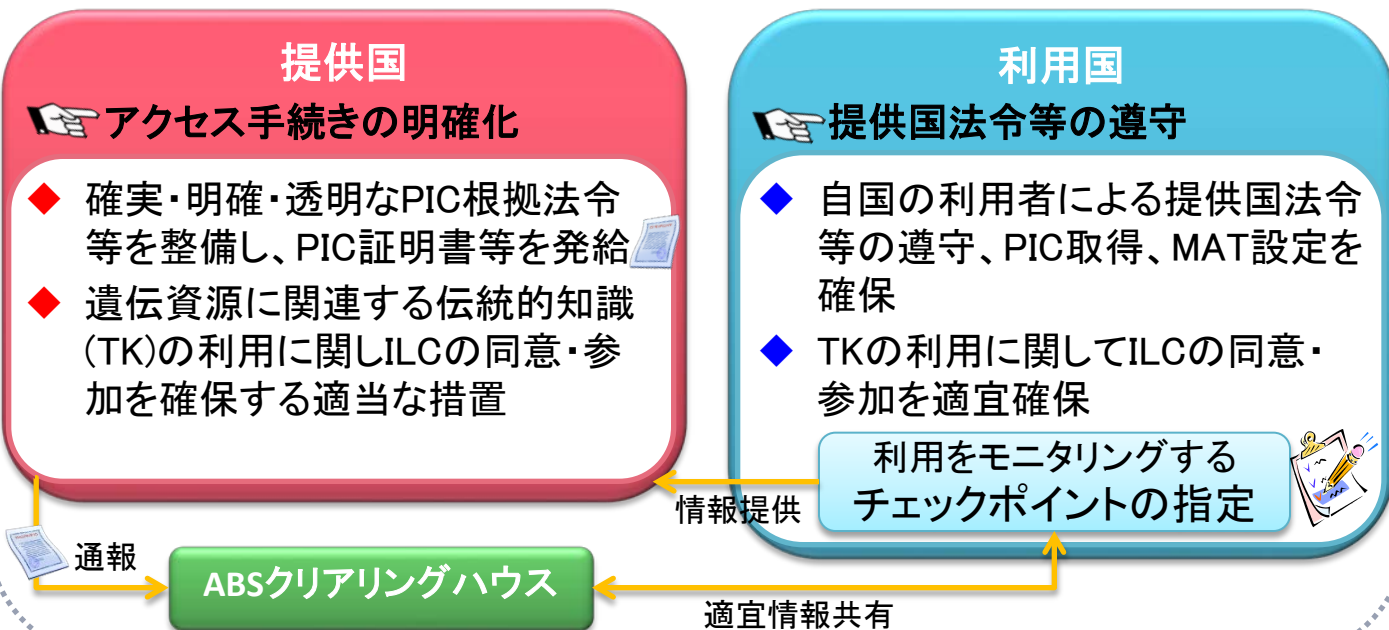 提供国
アクセス手続きの明確化
◆ 確実・明確・透明なPIC根拠法令
等を整備し、PIC証明書等を発給
◆ 遺伝資源に関連する伝統的知識
(TK)の利用に関しILCの同意・参
加を確保する適当な措置
利用国
提供国法令等の遵守
◆ 自国の利用者による提供国法令
等の遵守、PIC取得、MAT設定を
確保
◆ TKの利用に関してILCの同意・
参加を適宜確保
利用をモニタリングする
チェックポイントの指定
情報提供
通報
ABSクリアリングハウス
適宜情報共有